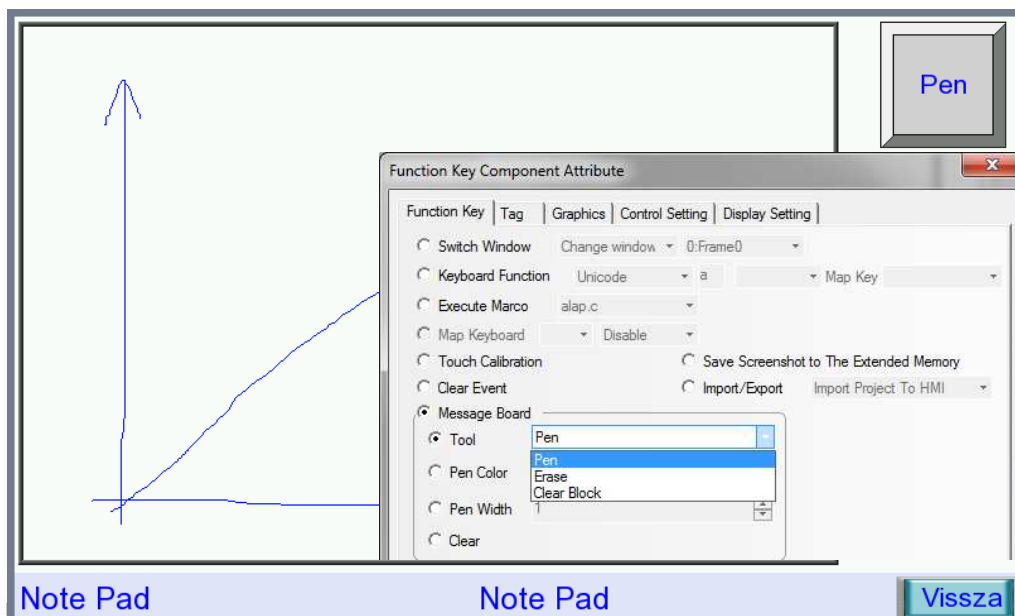 Pen
Function Key Component Attribute
Function Key Tag Graphics Control Setting Display Setting
Switch Window Change window 0:Frame0
Keyboard Function Unicode a Map Key
Execute Marco alap.c
Map Keyboard Disable
Touch Calibration Save Screenshot to The Extended Memory
Clear Event Import/Export Import Project To HMI
Message Board
Tool Pen
Pen
Erase
Pen Color
Clear Block
Pen Width 1
Clear
Note Pad Note Pad Vissza